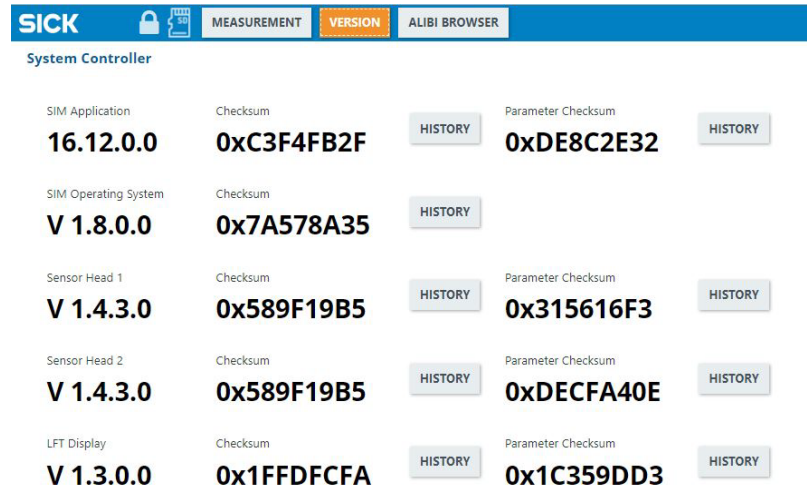 SICK SD MEASUREMENT VERSION ALIBI BROWSER
System Controller
SIM Application Checksum Parameter Checksum
16.12.0.0 0xC3F4FB2F HISTORY 0xDE8C2E32 HISTORY
SIM Operating System Checksum
V 1.8.0.0 0x7A578A35 HISTORY
Sensor Head 1 Checksum Parameter Checksum
V 1.4.3.0 0x589F19B5 HISTORY 0x315616F3 HISTORY
Sensor Head 2 Checksum Parameter Checksum
V 1.4.3.0 0x589F19B5 HISTORY 0xDECFA40E HISTORY
LFT Display Checksum Parameter Checksum
V 1.3.0.0 0x1FFDFCFA HISTORY 0x1C359DD3 HISTORY